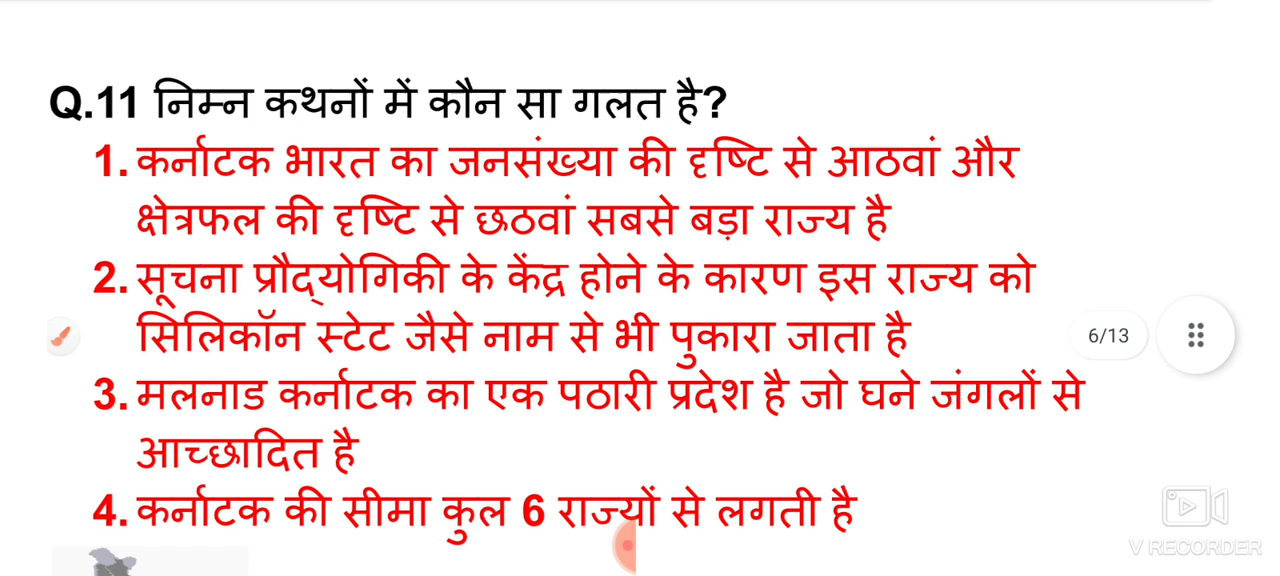 Q.11 निम्न कथनों में कौन सा गलत है?
1. कर्नाटक भारत का जनसंख्या की दृष्टि से आठवां और
क्षेत्रफल की दृष्टि से छठवां सबसे बड़ा राज्य है
2. सूचना प्रौद्योगिकी के केंद्र होने के कारण इस राज्य को
सिलिकॉन स्टेट जैसे नाम से भी पुकारा जाता है
6/13
3. मलनाड कर्नाटक का एक पठारी प्रदेश है जो घने जंगलों से
आच्छादित है
4. कर्नाटक की सीमा कुल 6 राज्यों से लगती है
V RECORDER